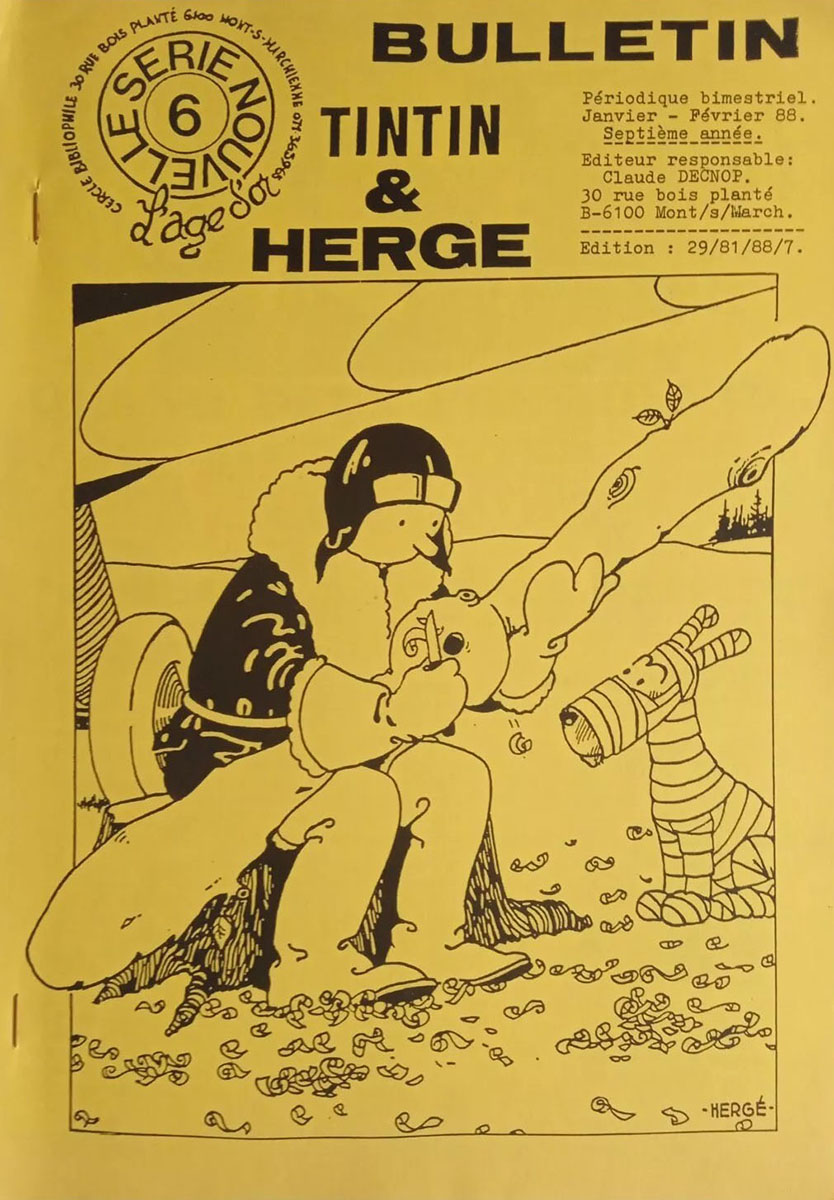 CERCLE BIBLIOPHILE 30 RUE BOIS PLANTÉ 6100 MONT-S-MARCHIENNE 071-365965
SERIE NOUVELLE
6
L'age d'or
BULLETIN
TINTIN
&
HERGE
Périodique bimestriel.
Janvier - Février 88.
Septième année.
Editeur responsable:
Claude DECNOP.
30 rue bois planté
B-6100 Mont/s/March.
Edition : 29/81/88/7.
-HERGÉ-